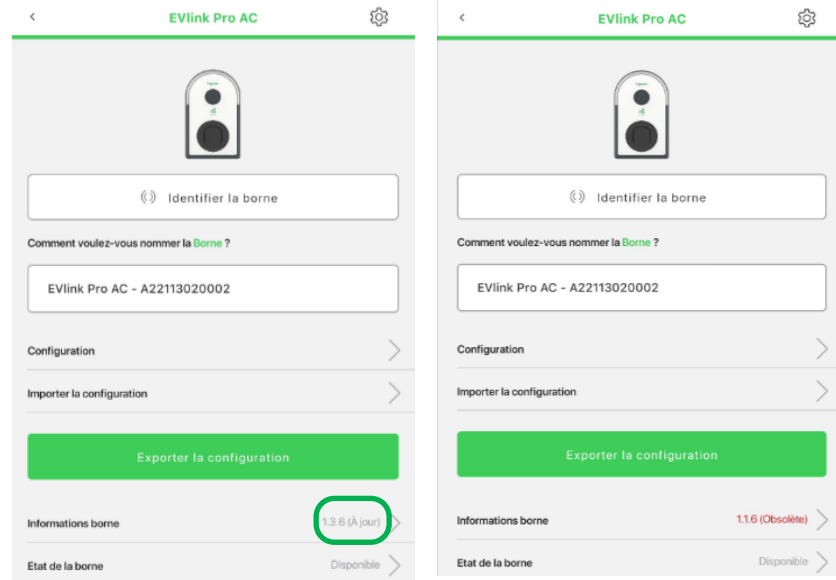 EVlink Pro AC
Identifier la borne
Comment voulez-vous nommer la Borne ?
EVlink Pro AC - A22113020002
Configuration
Importer la configuration
Exporter la configuration
Informations borne 1.3.6 (À jour)
Etat de la borne Disponible
EVlink Pro AC
Identifier la borne
Comment voulez-vous nommer la Borne ?
EVlink Pro AC - A22113020002
Configuration
Importer la configuration
Exporter la configuration
Informations borne 1.1.6 (Obsolète)
Etat de la borne Disponible